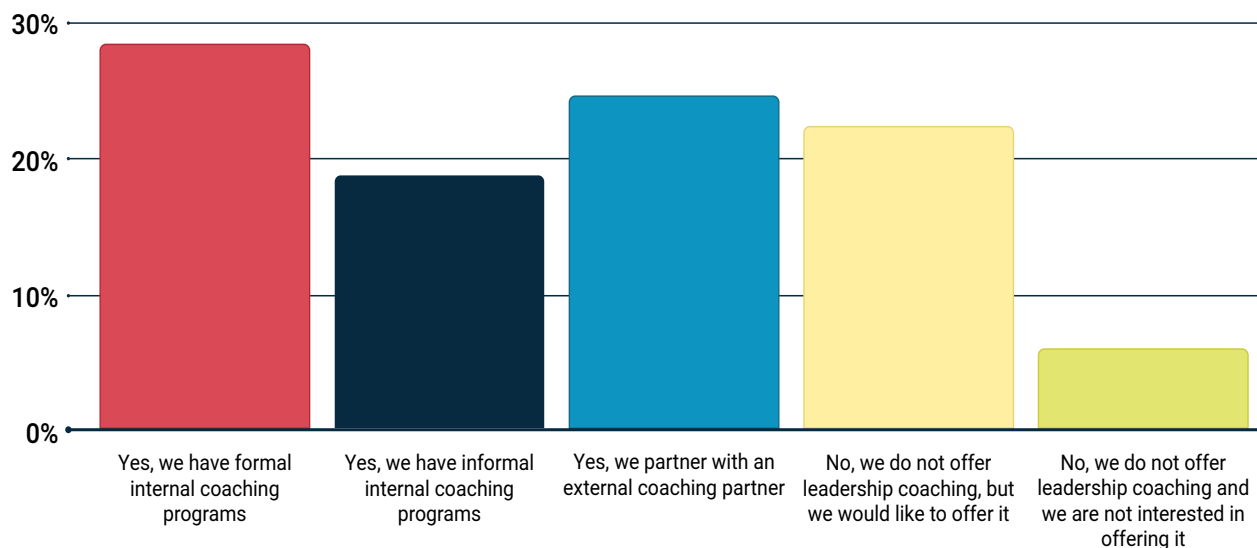 30%
20%
10%
0%
Yes, we have formal
internal coaching
programs
Yes, we have informal
internal coaching
programs
Yes, we partner with an
external coaching partner
No, we do not offer
leadership coaching, but
we would like to offer it
No, we do not offer
leadership coaching and
we are not interested in
offering it